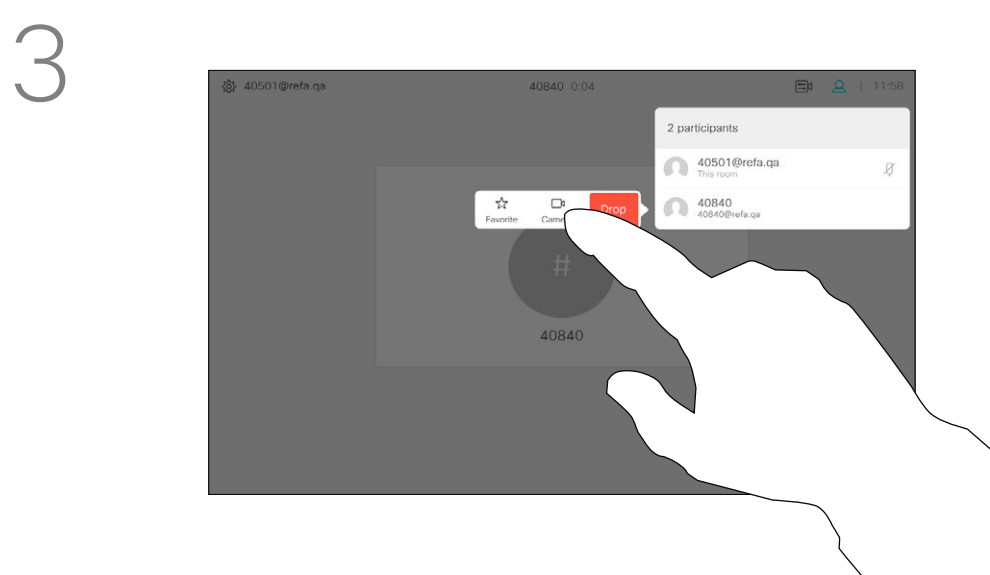 3
40501@refa.qa
40840 0:04
| 11:58
2 participants
40501@refa.qa
This room
40840
40840@refa.qa
Favorite
Drop
#
40840